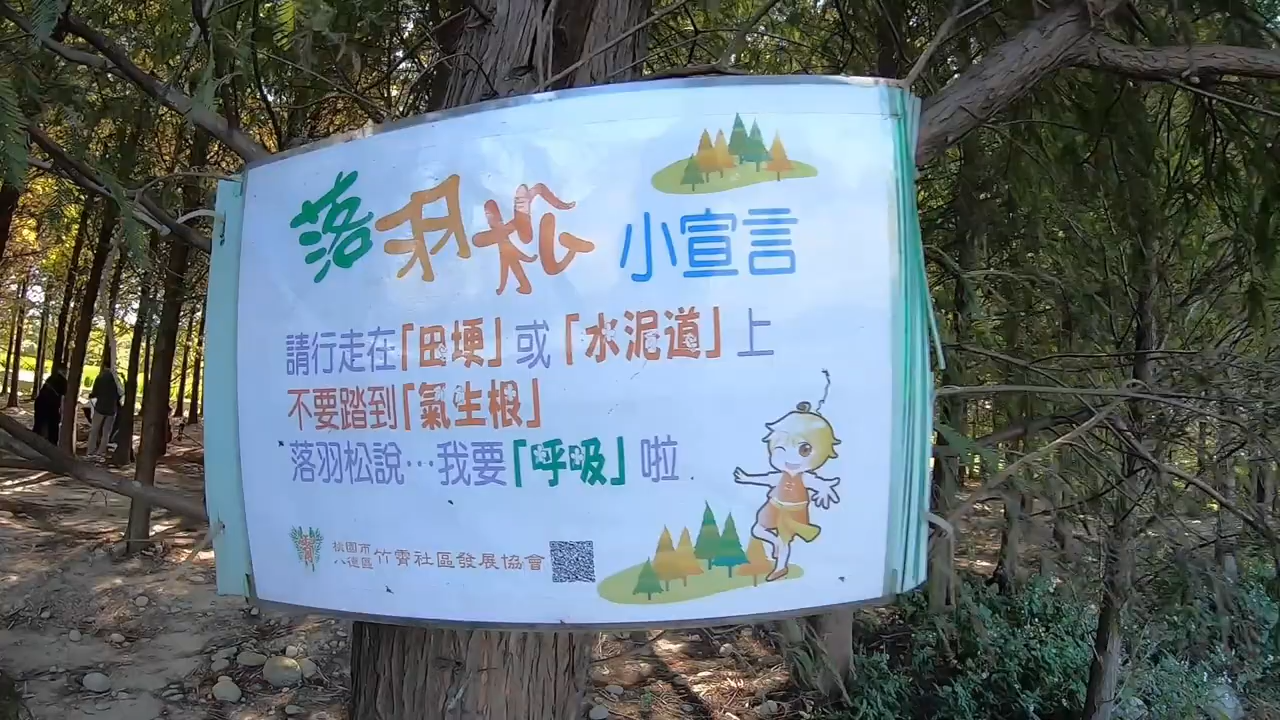 落羽松 小宣言
請行走在「田埂」或「水泥道」上
不要踏到「氣生根」
落羽松說…我要「呼吸」啦
桃園市
八德區 竹霄社區發展協會